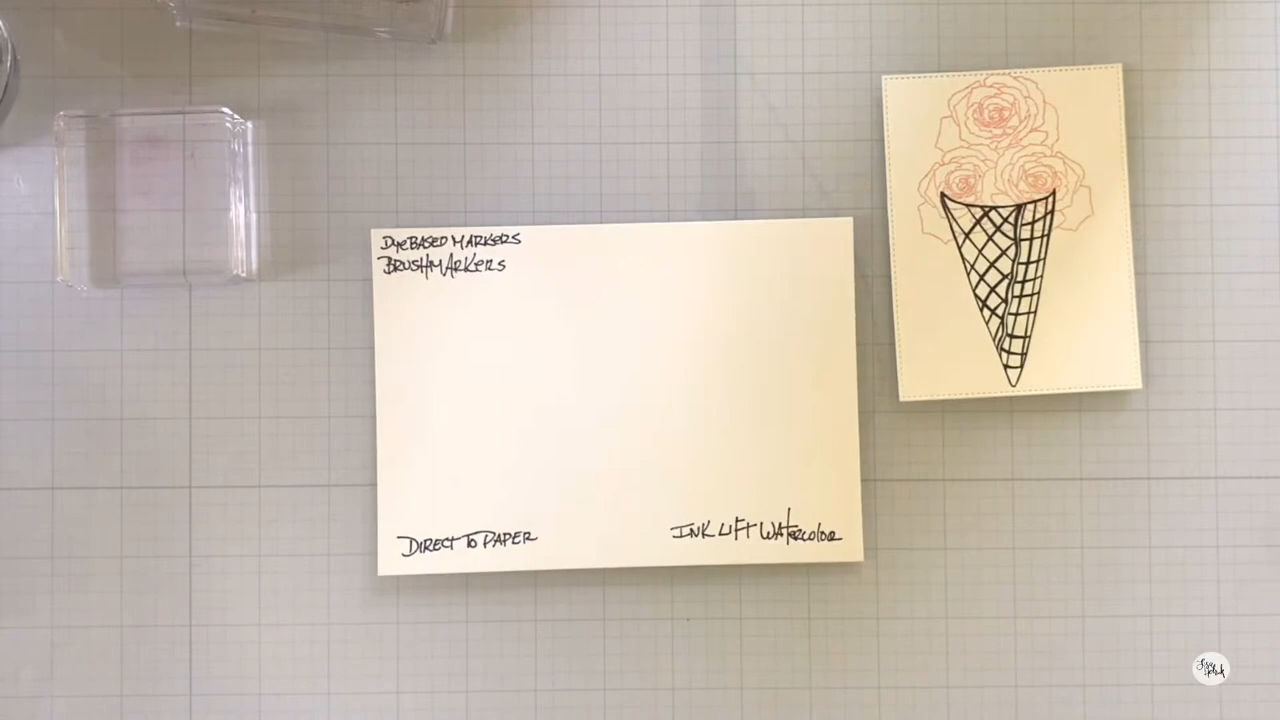 DyeBASED MARKERS
BRUSHMARKERS
DIRECT TO PAPER
INK LIFT WATercoLor